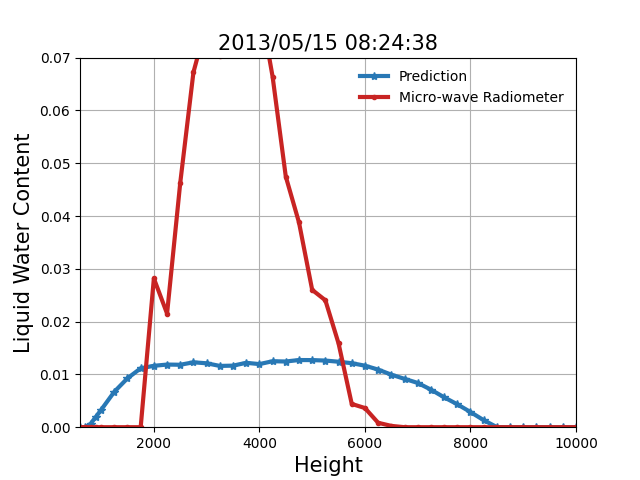 2013/05/15 08:24:38
Prediction
Micro-wave Radiometer
Liquid Water Content
0.07
0.06
0.05
0.04
0.03
0.02
0.01
0.00
2000 4000 6000 8000 10000
Height